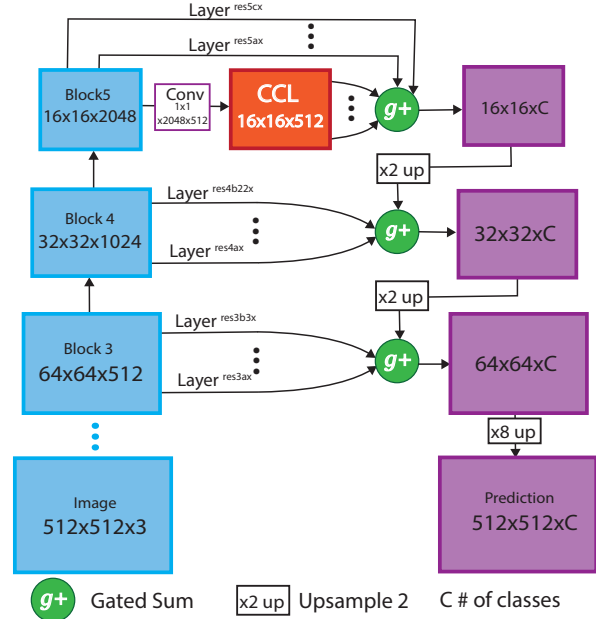 Layer res5cx
Layer res5ax
Block5
16x16x2048
Conv
1x1
x2048x512
CCL
16x16x512
g+
16x16xC
x2 up
Layer res4b22x
Block 4
32x32x1024
Layer res4ax
g+
32x32xC
x2 up
Layer res3b3x
Block 3
64x64x512
Layer res3ax
g+
64x64xC
x8 up
Image
512x512x3
Prediction
512x512xC
g+ Gated Sum
x2 up Upsample 2
C # of classes